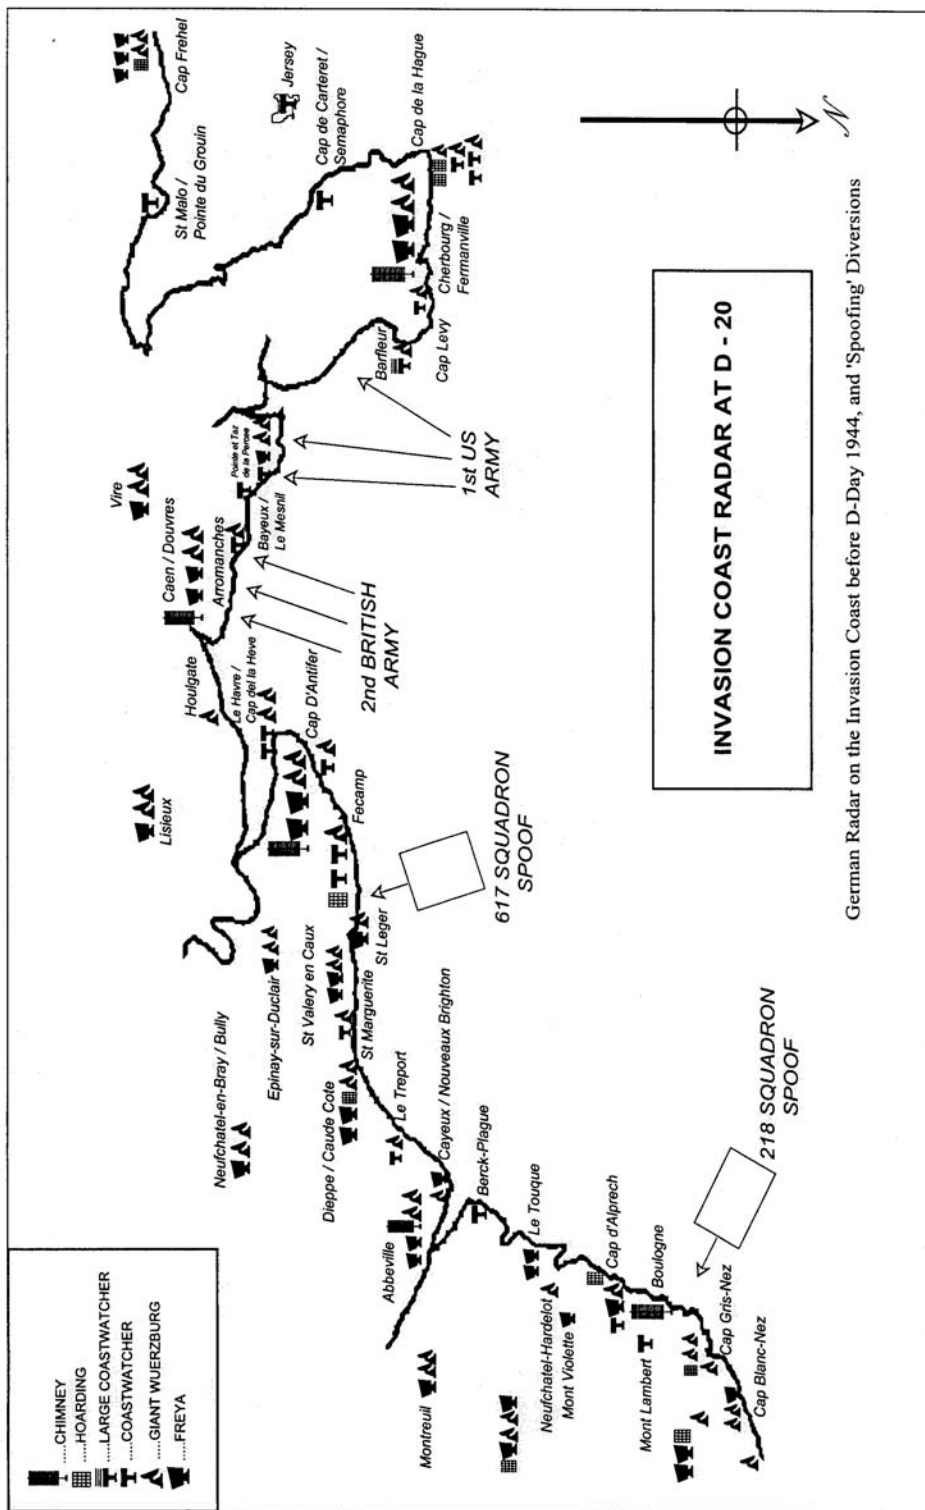 .....CHIMNEY
.....HOARDING
.....LARGE COASTWATCHER
.....COASTWATCHER
.....GIANT WUERZBURG
.....FREYA
Neufchatel-en-Bray / Bully
Epinay-sur-Duclair
Lisieux
Vire
Houlgate
Caen / Douvres
Arromanches
Pointe et Taz
de la Percee
Bayeux /
Le Mesnil
St Malo /
Pointe du Grouin
Cap Frehel
Jersey
Cap de Carteret /
Semaphore
Cap de la Hague
Cherbourg /
Fermanville
Cap Levy
Barfleur
Le Havre /
Cap del la Heve
Cap D'Antifer
Fecamp
St Leger
St Valery en Caux
St Marguerite
Dieppe / Caude Cote
Le Treport
Cayeux / Nouveaux Brighton
Abbeville
Berck-Plague
Montreuil
Le Touque
Neufchatel-Hardelot
Mont Violette
Cap d'Alprech
Boulogne
Mont Lambert
Cap Gris-Nez
Cap Blanc-Nez
218 SQUADRON
SPOOF
617 SQUADRON
SPOOF
2nd BRITISH
ARMY
1st US
ARMY
N
INVASION COAST RADAR AT D - 20
German Radar on the Invasion Coast before D-Day 1944, and 'Spoofing' Diversions